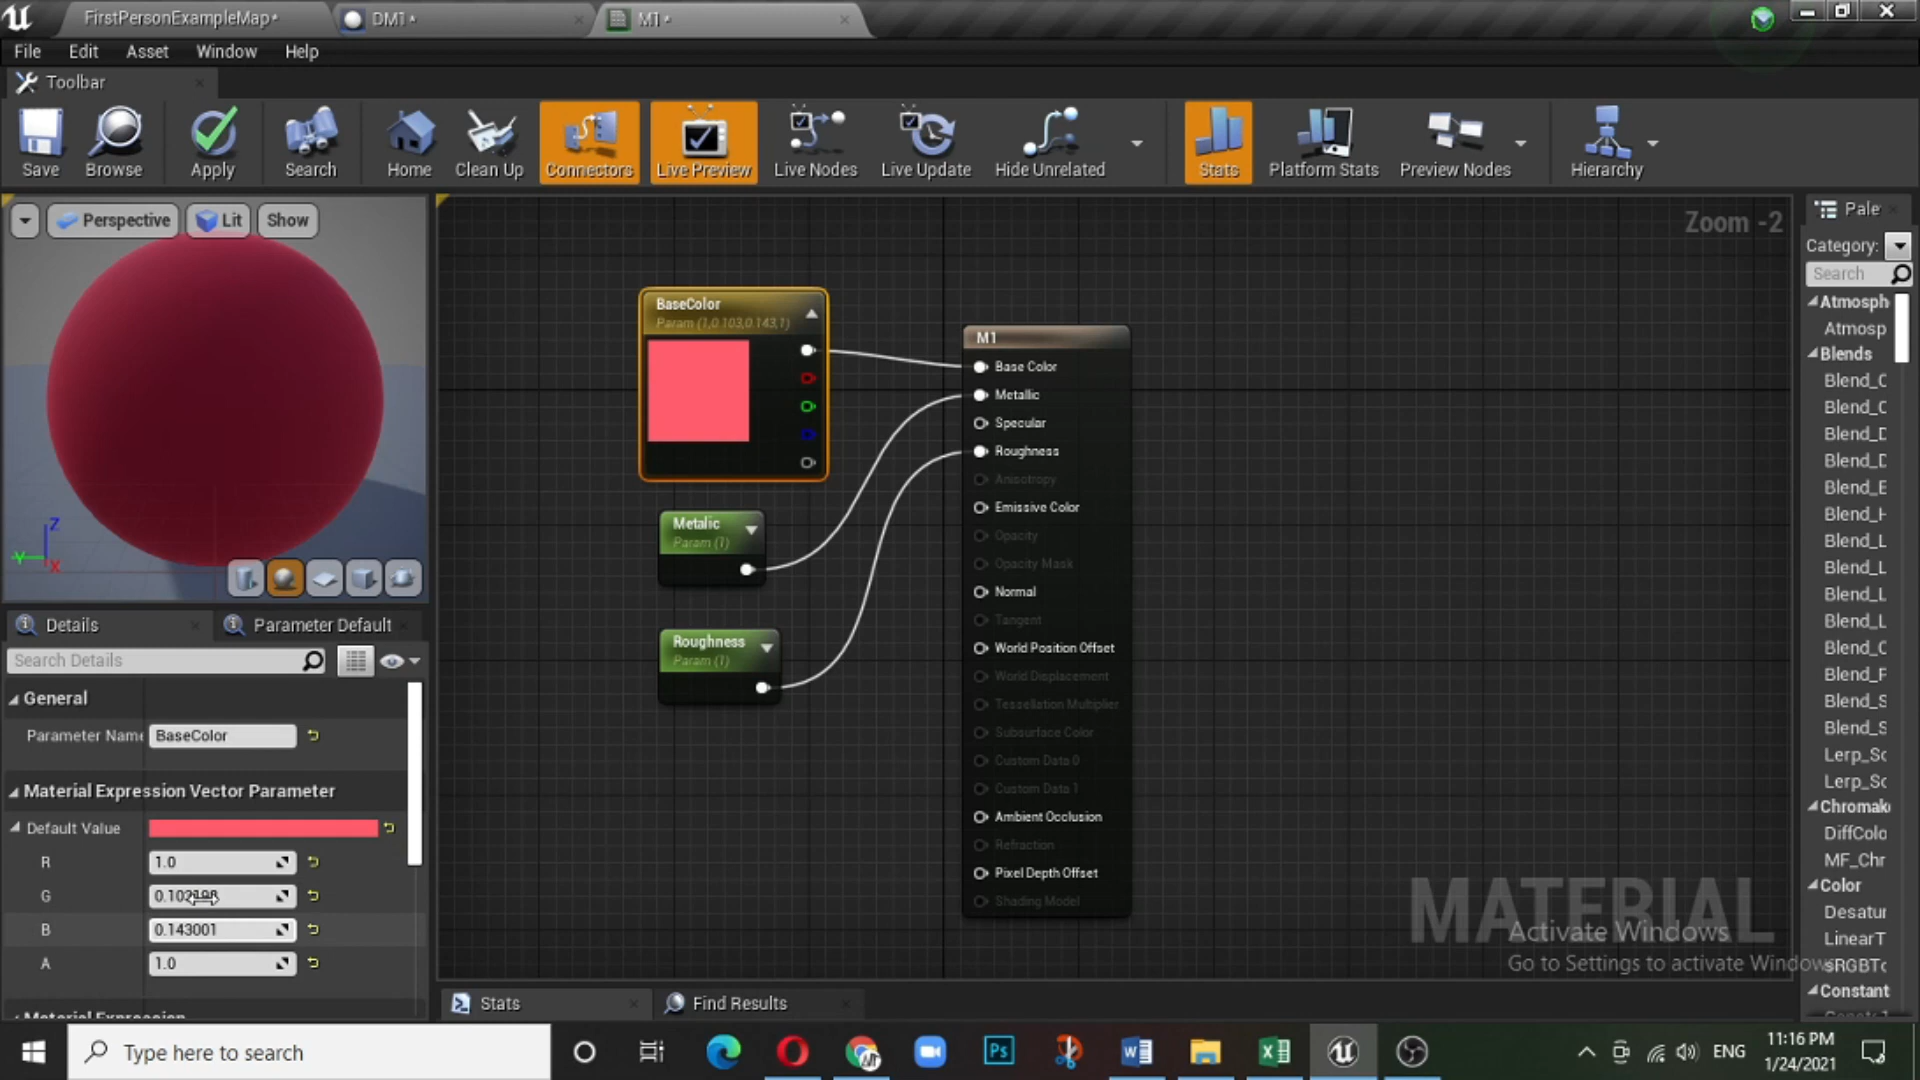 FirstPersonExampleMap*
DM1*
M1*
File Edit Asset Window Help
Toolbar
Save Browse Apply Search Home Clean Up Connectors Live Preview Live Nodes Live Update Hide Unrelated Stats Platform Stats Preview Nodes Hierarchy
Perspective Lit Show
Z
Y
X
Zoom -2
BaseColor
Param (1,0.103,0.143,1)
Metalic
Param (1)
Roughness
Param (1)
M1
Base Color
Metallic
Specular
Roughness
Anisotropy
Emissive Color
Opacity
Opacity Mask
Normal
Tangent
World Position Offset
World Displacement
Tessellation Multiplier
Subsurface Color
Custom Data 0
Custom Data 1
Ambient Occlusion
Refraction
Pixel Depth Offset
Shading Model
MATERIAL
Activate Windows
Go to Settings to activate Windows
Details Parameter Default
Search Details
General
Parameter Name BaseColor
Material Expression Vector Parameter
Default Value
R 1.0
G
B 0.143001
A 1.0
Material Expression
Stats Find Results
Pale
Category:
Search
Atmosph
Atmosp
Blends
Blend_C
Blend_C
Blend_D
Blend_D
Blend_E
Blend_H
Blend_L
Blend_L
Blend_L
Blend_L
Blend_C
Blend_F
Blend_S
Blend_S
Lerp_Sc
Lerp_Sc
Chromak
DiffColo
MF_Chr
Color
Desatur
LinearT
sRGBTo
Constant
Type here to search
Ps
ENG
11:16 PM
1/24/2021